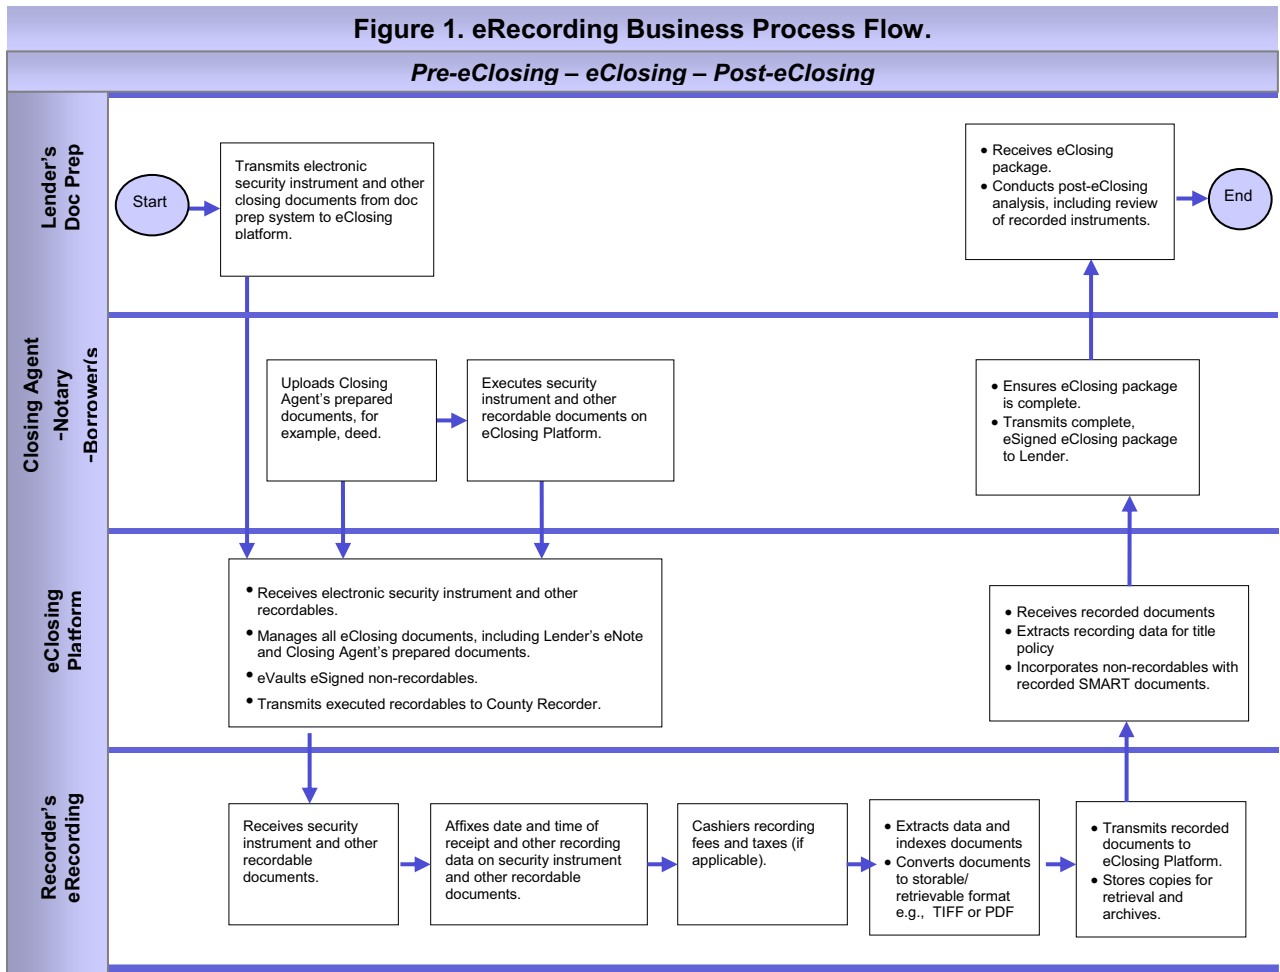 Figure 1. eRecording Business Process Flow.
Pre-eClosing – eClosing – Post-eClosing
Lender's
Doc Prep
Start
Transmits electronic
security instrument and other
closing documents from doc
prep system to eClosing
platform.
• Receives eClosing
package.
• Conducts post-eClosing
analysis, including review
of recorded instruments.
End
Closing Agent
-Notary
-Borrower(s
Uploads Closing
Agent's prepared
documents, for
example, deed.
Executes security
instrument and other
recordable documents on
eClosing Platform.
• Ensures eClosing package
is complete.
• Transmits complete,
eSigned eClosing package
to Lender.
eClosing
Platform
• Receives electronic security instrument and other
recordables.
• Manages all eClosing documents, including Lender's eNote
and Closing Agent's prepared documents.
• eVaults eSigned non-recordables.
• Transmits executed recordables to County Recorder.
• Receives recorded documents
• Extracts recording data for title
policy
• Incorporates non-recordables with
recorded SMART documents.
Recorder's
eRecording
Receives security
instrument and other
recordable
documents.
Affixes date and time of
receipt and other recording
data on security instrument
and other recordable
documents.
Cashiers recording
fees and taxes (if
applicable).
• Extracts data and
indexes documents
• Converts documents
to storable/
retrievable format
e.g., TIFF or PDF
• Transmits recorded
documents to
eClosing Platform.
• Stores copies for
retrieval and
archives.